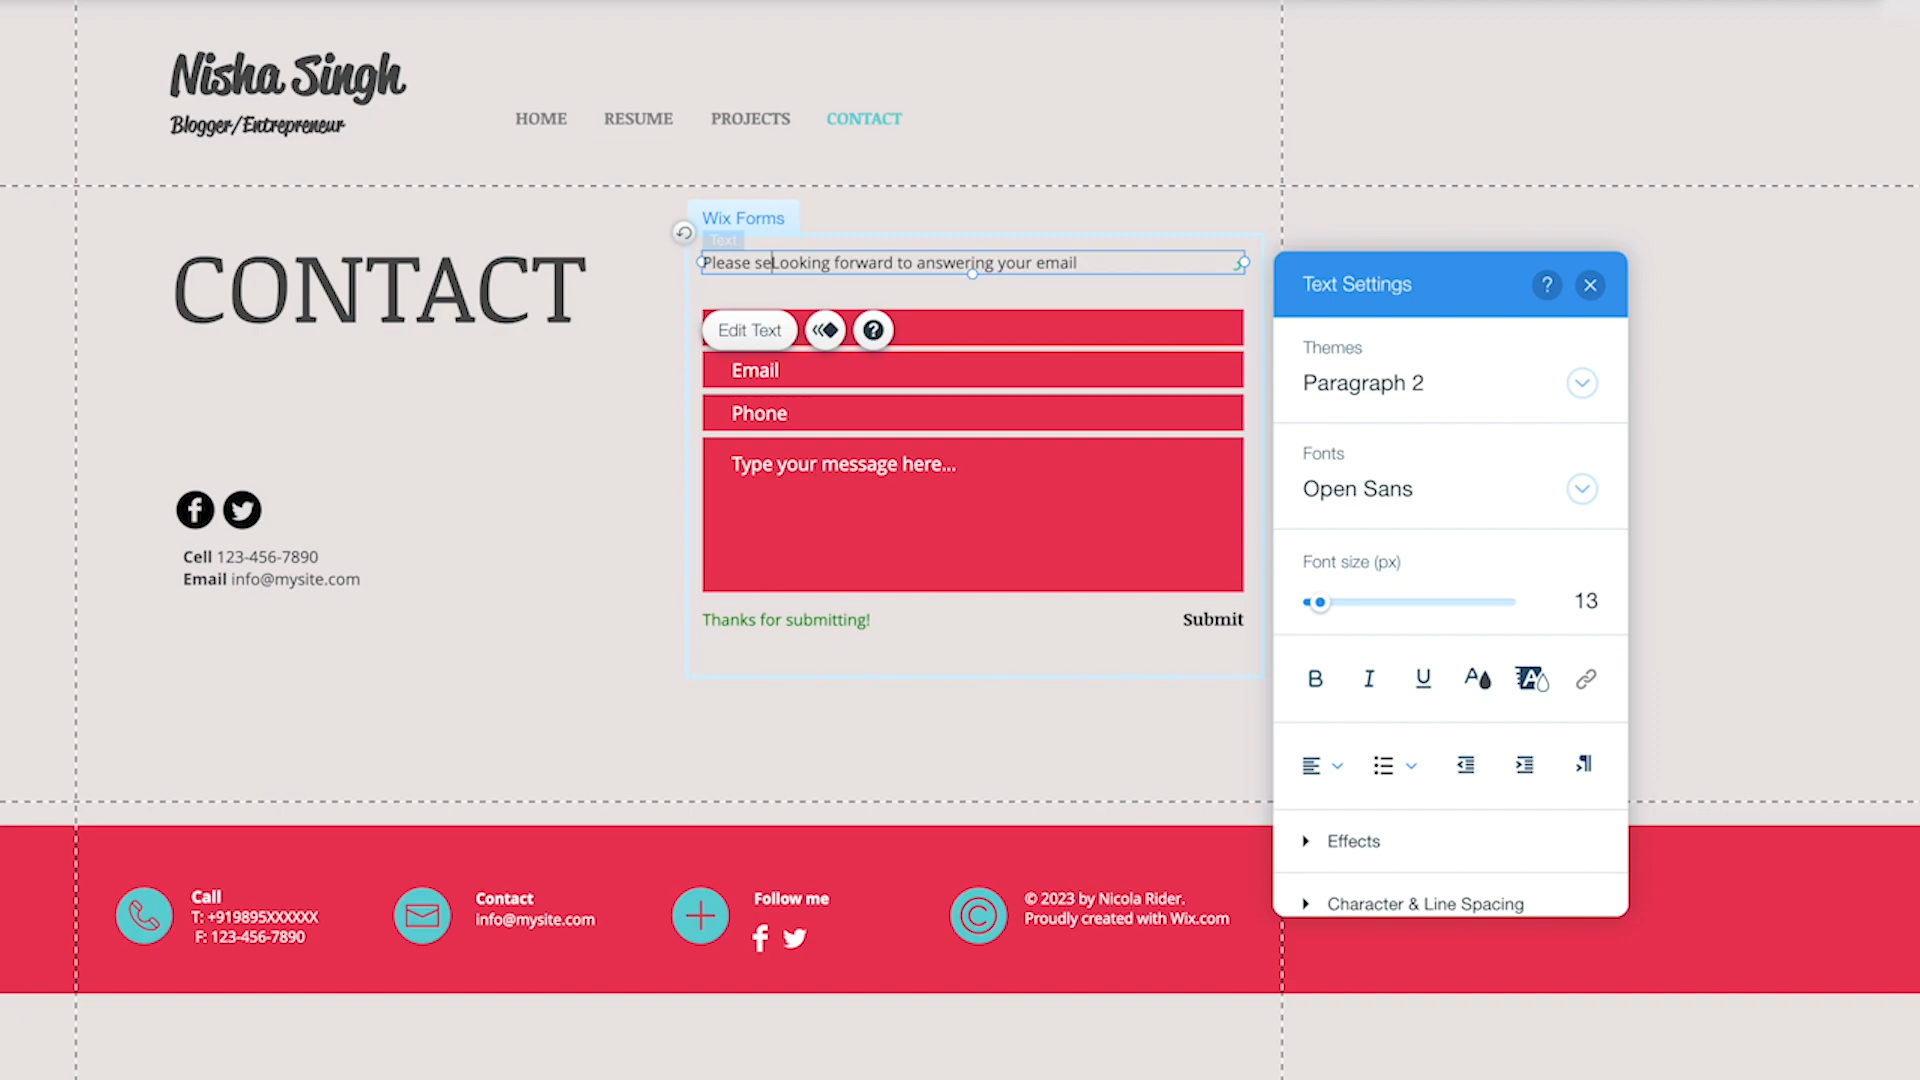 Nisha Singh
Blogger/Entrepreneur
HOME RESUME PROJECTS CONTACT
CONTACT
Wix Forms
Text
Please seLooking forward to answering your email
Edit Text
Email
Phone
Type your message here...
Thanks for submitting!
Submit
Cell 123-456-7890
Email info@mysite.com
Text Settings ?
Themes
Paragraph 2
Fonts
Open Sans
Font size (px)
13
B I U A A
Effects
Character & Line Spacing
Call
T: +919895XXXXXX
F: 123-456-7890
Contact
info@mysite.com
Follow me
© 2023 by Nicola Rider.
Proudly created with Wix.com